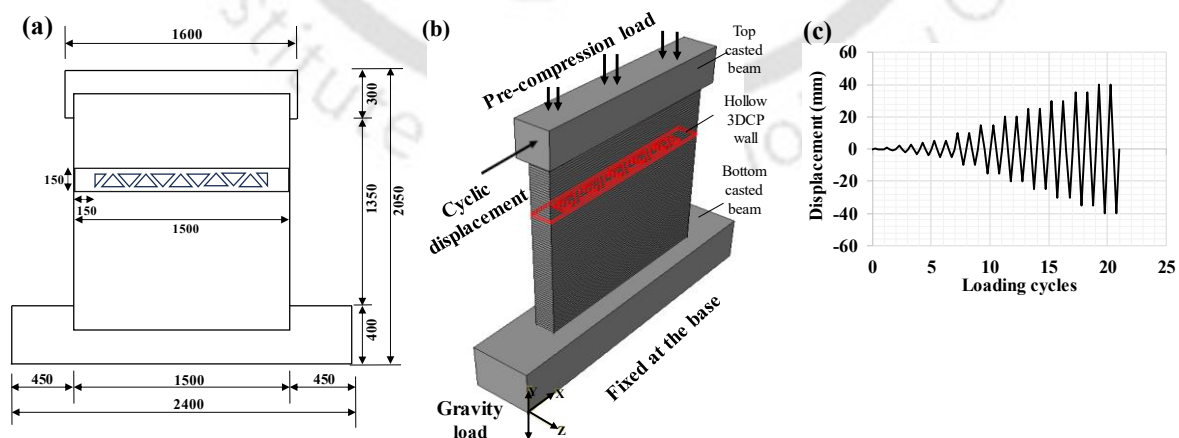 (a)
1600
300
150
150
1500
1350
2050
400
450
1500
450
2400
(b)
Pre-compression load
Top
casted
beam
Hollow
3DCP
wall
Bottom
casted
beam
Cyclic
displacement
Fixed at the base
Gravity
load
Y
X
Z
(c)
Displacement (mm)
60
40
20
0
-20
-40
-60
0
5
10
15
20
25
Loading cycles
stitute